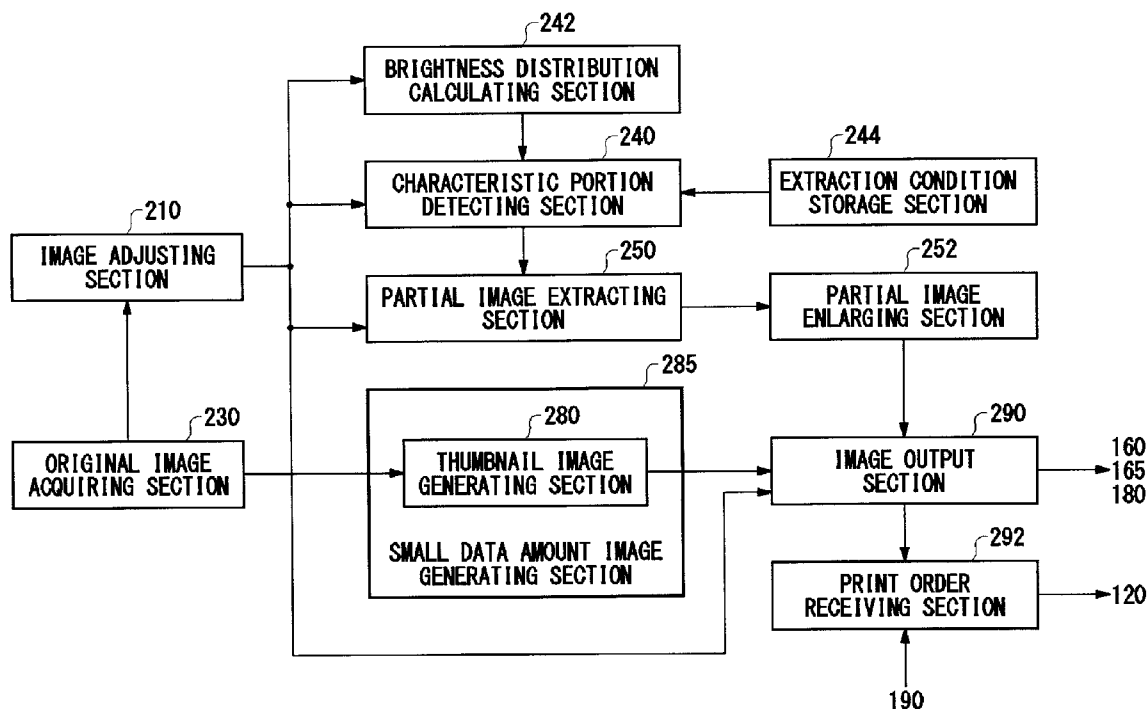 242
BRIGHTNESS DISTRIBUTION
CALCULATING SECTION
240
CHARACTERISTIC PORTION
DETECTING SECTION
244
EXTRACTION CONDITION
STORAGE SECTION
210
IMAGE ADJUSTING
SECTION
250
PARTIAL IMAGE EXTRACTING
SECTION
252
PARTIAL IMAGE
ENLARGING SECTION
230
ORIGINAL IMAGE
ACQUIRING SECTION
285
280
THUMBNAIL IMAGE
GENERATING SECTION
SMALL DATA AMOUNT IMAGE
GENERATING SECTION
290
IMAGE OUTPUT
SECTION
160
165
180
292
PRINT ORDER
RECEIVING SECTION
120
190